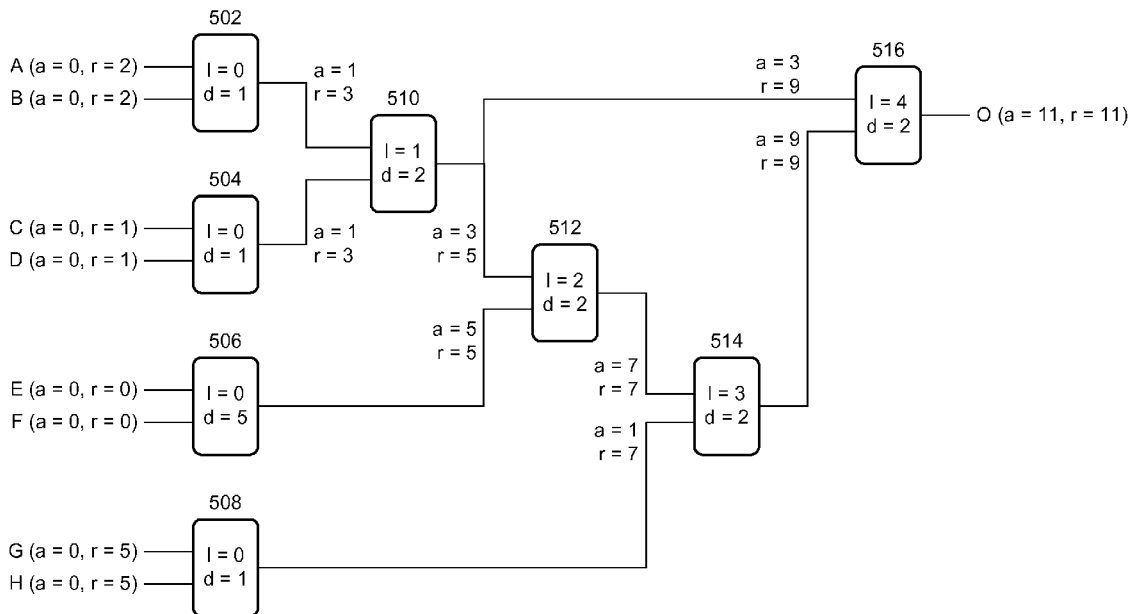 502
A (a = 0, r = 2)
B (a = 0, r = 2)
l = 0
d = 1
a = 1
r = 3
510
l = 1
d = 2
504
C (a = 0, r = 1)
D (a = 0, r = 1)
l = 0
d = 1
a = 1
r = 3
a = 3
r = 9
516
l = 4
d = 2
O (a = 11, r = 11)
a = 9
r = 9
a = 3
r = 5
512
l = 2
d = 2
a = 5
r = 5
506
E (a = 0, r = 0)
F (a = 0, r = 0)
l = 0
d = 5
a = 7
r = 7
514
l = 3
d = 2
a = 1
r = 7
508
G (a = 0, r = 5)
H (a = 0, r = 5)
l = 0
d = 1